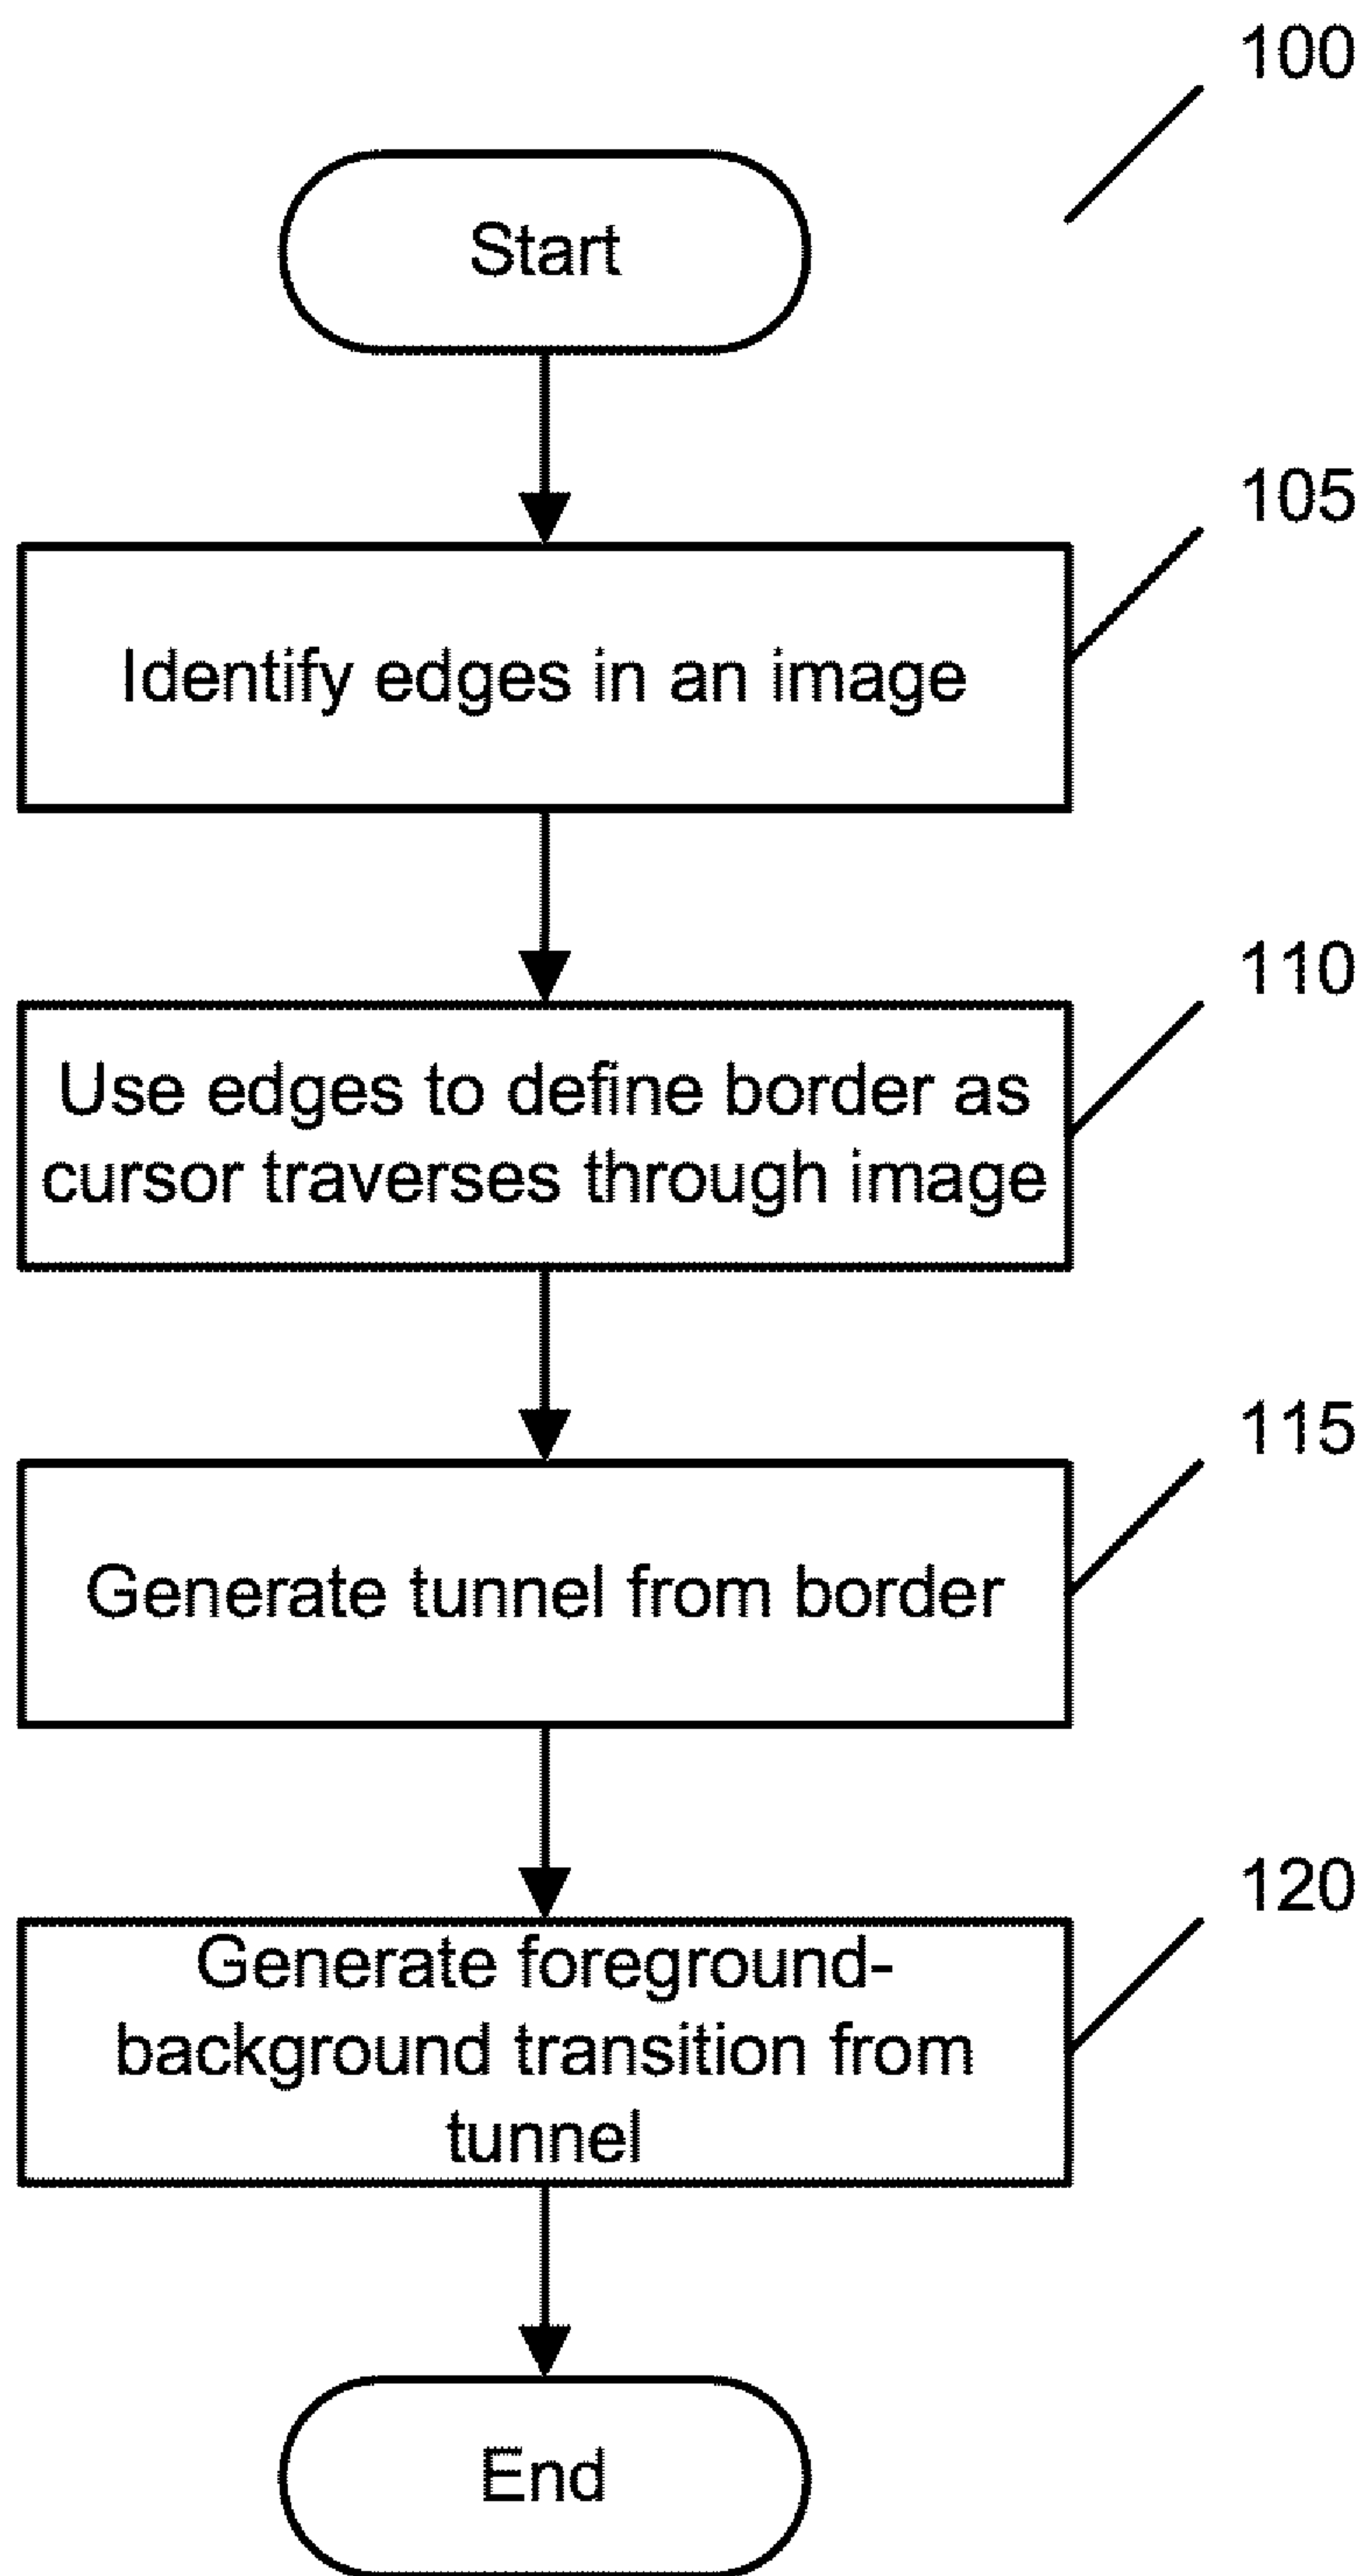 100
Start
105
Identify edges in an image
110
Use edges to define border as
cursor traverses through image
115
Generate tunnel from border
120
Generate foreground-
background transition from
tunnel
End